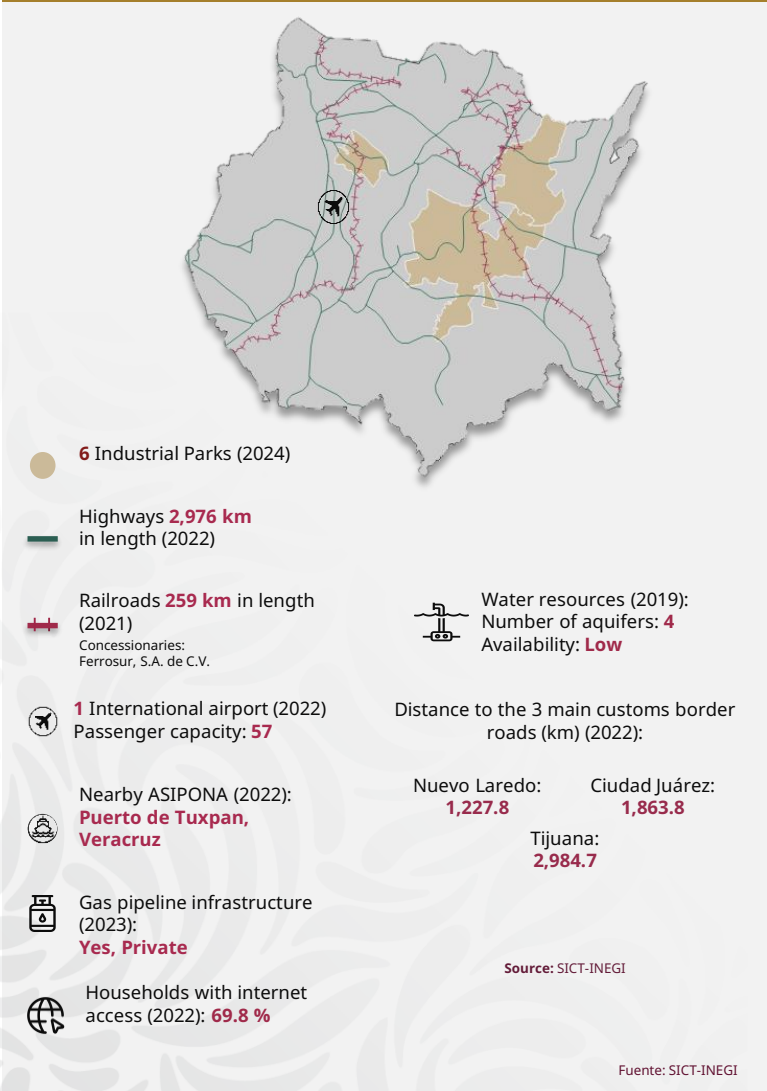 6 Industrial Parks (2024)
Highways 2,976 km
in length (2022)
Railroads 259 km in length
(2021)
Concessionaries:
Ferrosur, S.A. de C.V.
1 International airport (2022)
Passenger capacity: 57
Nearby ASIPONA (2022):
Puerto de Tuxpan,
Veracruz
Gas pipeline infrastructure
(2023):
Yes, Private
Households with internet
access (2022): 69.8 %
Water resources (2019):
Number of aquifers: 4
Availability: Low
Distance to the 3 main customs border
roads (km) (2022):
Nuevo Laredo:
1,227.8
Ciudad Juárez:
1,863.8
Tijuana:
2,984.7
Source: SICT-INEGI
Fuente: SICT-INEGI